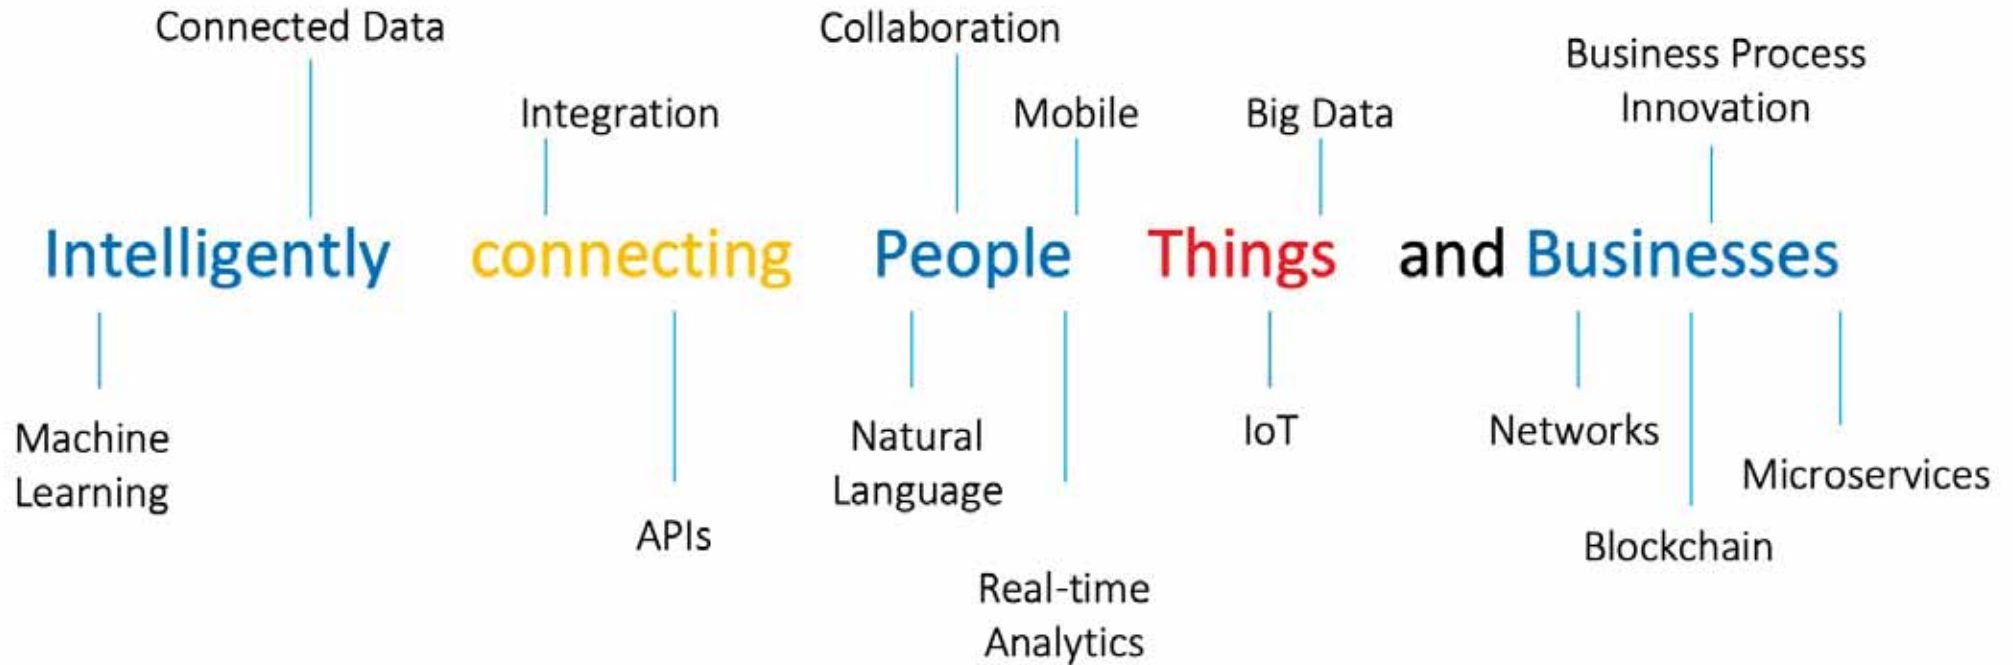 Connected Data
Collaboration
Business Process
Innovation
Integration
Mobile
Big Data
Intelligently connecting People Things and Businesses
Machine
Learning
Natural
Language
IoT
Networks
Microservices
APIs
Blockchain
Real-time
Analytics